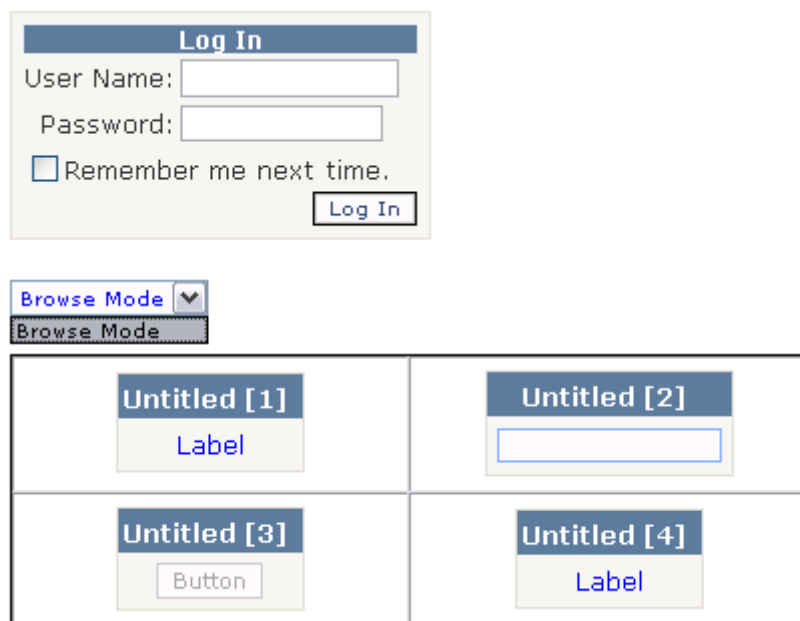 Log In
User Name:
Password:
Remember me next time.
Log In
Browse Mode
Browse Mode
Untitled [1]
Untitled [2]
Label
Untitled [3]
Untitled [4]
Button
Label